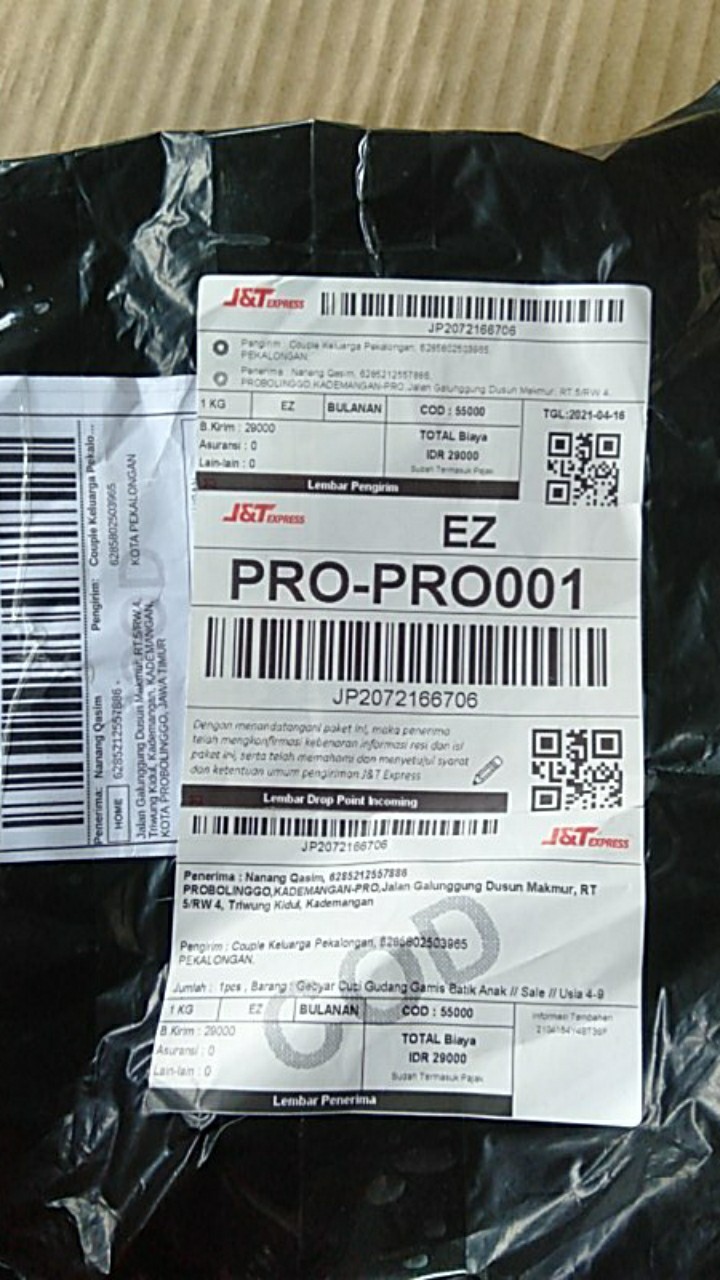 J&T EXPRESS
JP2072166706
Pengirim : Couple Keluarga Pekalongan, 6285802503965,
PEKALONGAN.
Penerima : Nanang Qasim, 6285212557886,
PROBOLINGGO,KADEMANGAN-PRO,Jalan Galunggung Dusun Makmur, RT 5/RW 4,
1 KG EZ BULANAN COD : 55000 TGL:2021-04-16
B.Kirim : 29000
Asuransi : 0
Lain-lain : 0
TOTAL Biaya
IDR 29000
Sudah Termasuk Pajak
Lembar Pengirim
J&T EXPRESS EZ
PRO-PRO001
JP2072166706
Dengan menandatangani paket ini, maka penerima
telah mengkonfirmasi kebenaran informasi resi dan isi
paket ini, serta telah memahami dan menyetujui syarat
dan ketentuan umum pengiriman J&T Express
Lembar Drop Point Incoming
JP2072166706
J&T EXPRESS
Penerima : Nanang Qasim, 6285212557886
PROBOLINGGO,KADEMANGAN-PRO,Jalan Galunggung Dusun Makmur, RT
5/RW 4, Triwung Kidul, Kademangan
Pengirim : Couple Keluarga Pekalongan, 6285802503965
PEKALONGAN.
COD
Jumlah : 1pcs , Barang : Gebyar Cuci Gudang Gamis Batik Anak // Sale // Usia 4-9
1 KG EZ BULANAN COD : 55000
B.Kirim : 29000
Asuransi : 0
Lain-lain : 0
TOTAL Biaya
IDR 29000
Sudah Termasuk Pajak
Informasi Tambahan
Lembar Penerima
Penerima: Nanang Qasim Pengirim: Couple Keluarga Pekalo...
HOME 6285212557886 6285802503965
Jalan Galunggung Dusun Makmur, RT 5/RW 4, KOTA PEKALONGAN
Triwung Kidul, Kademangan, KADEMANGAN,
KOTA PROBOLINGGO, JAWA TIMUR